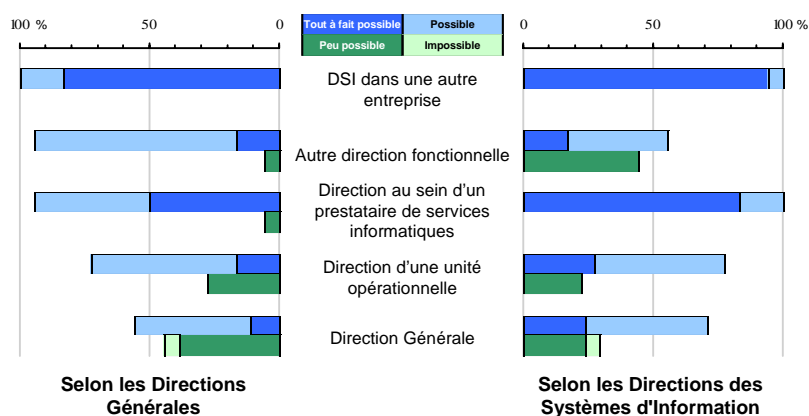 100 % 50 0
Tout à fait possible Possible
Peu possible Impossible
0 50 100 %
DSI dans une autre
entreprise
Autre direction fonctionnelle
Direction au sein d'un
prestataire de services
informatiques
Direction d'une unité
opérationnelle
Direction Générale
Selon les Directions
Générales
Selon les Directions des
Systèmes d'Information